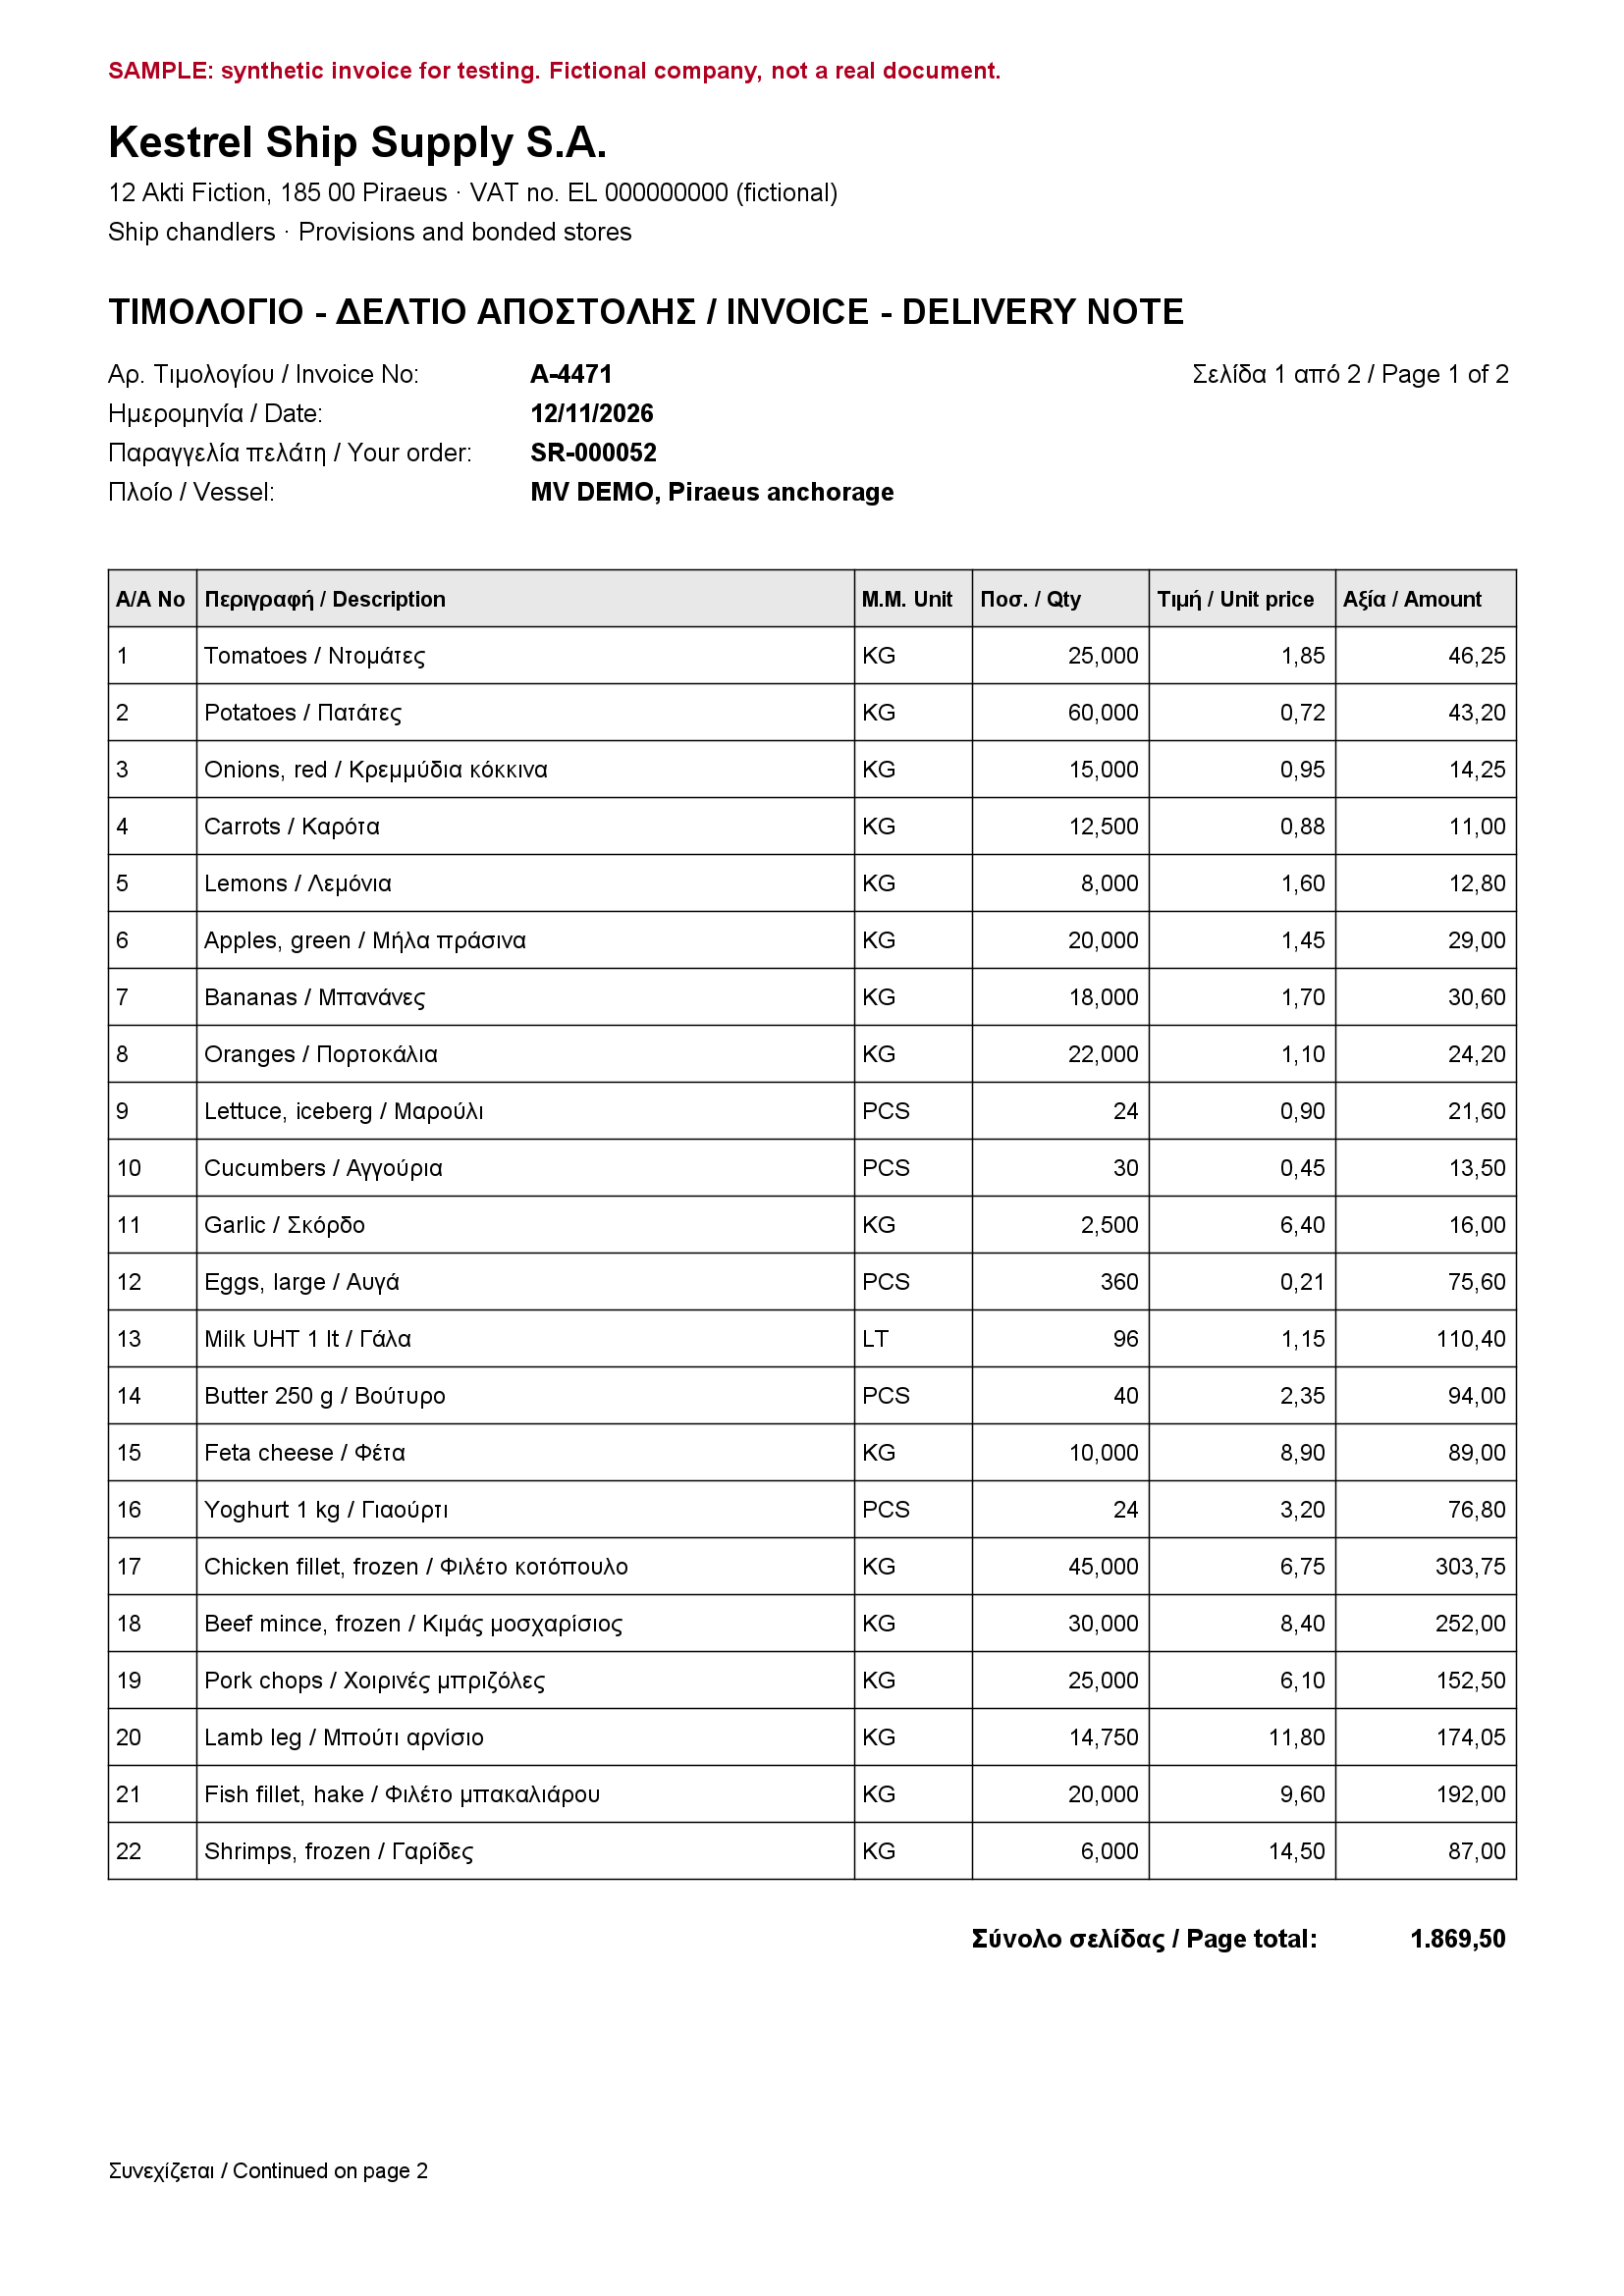 SAMPLE: synthetic invoice for testing. Fictional company, not a real document.
Kestrel Ship Supply S.A.
12 Akti Fiction, 185 00 Piraeus · VAT no. EL 000000000 (fictional)
Ship chandlers · Provisions and bonded stores
ΤΙΜΟΛΟΓΙΟ - ΔΕΛΤΙΟ ΑΠΟΣΤΟΛΗΣ / INVOICE - DELIVERY NOTE
Αρ. Τιμολογίου / Invoice No: A-4471 Σελίδα 1 από 2 / Page 1 of 2
Ημερομηνία / Date: 12/11/2026
Παραγγελία πελάτη / Your order: SR-000052
Πλοίο / Vessel: MV DEMO, Piraeus anchorage
Α/Α No Περιγραφή / Description Μ.Μ. Unit Ποσ. / Qty Τιμή / Unit price Αξία / Amount
1 Tomatoes / Ντομάτες KG 25,000 1,85 46,25
2 Potatoes / Πατάτες KG 60,000 0,72 43,20
3 Onions, red / Κρεμμύδια κόκκινα KG 15,000 0,95 14,25
4 Carrots / Καρότα KG 12,500 0,88 11,00
5 Lemons / Λεμόνια KG 8,000 1,60 12,80
6 Apples, green / Μήλα πράσινα KG 20,000 1,45 29,00
7 Bananas / Μπανάνες KG 18,000 1,70 30,60
8 Oranges / Πορτοκάλια KG 22,000 1,10 24,20
9 Lettuce, iceberg / Μαρούλι PCS 24 0,90 21,60
10 Cucumbers / Αγγούρια PCS 30 0,45 13,50
11 Garlic / Σκόρδο KG 2,500 6,40 16,00
12 Eggs, large / Αυγά PCS 360 0,21 75,60
13 Milk UHT 1 lt / Γάλα LT 96 1,15 110,40
14 Butter 250 g / Βούτυρο PCS 40 2,35 94,00
15 Feta cheese / Φέτα KG 10,000 8,90 89,00
16 Yoghurt 1 kg / Γιαούρτι PCS 24 3,20 76,80
17 Chicken fillet, frozen / Φιλέτο κοτόπουλο KG 45,000 6,75 303,75
18 Beef mince, frozen / Κιμάς μοσχαρίσιος KG 30,000 8,40 252,00
19 Pork chops / Χοιρινές μπριζόλες KG 25,000 6,10 152,50
20 Lamb leg / Μπούτι αρνίσιο KG 14,750 11,80 174,05
21 Fish fillet, hake / Φιλέτο μπακαλιάρου KG 20,000 9,60 192,00
22 Shrimps, frozen / Γαρίδες KG 6,000 14,50 87,00
Σύνολο σελίδας / Page total: 1.869,50
Συνεχίζεται / Continued on page 2